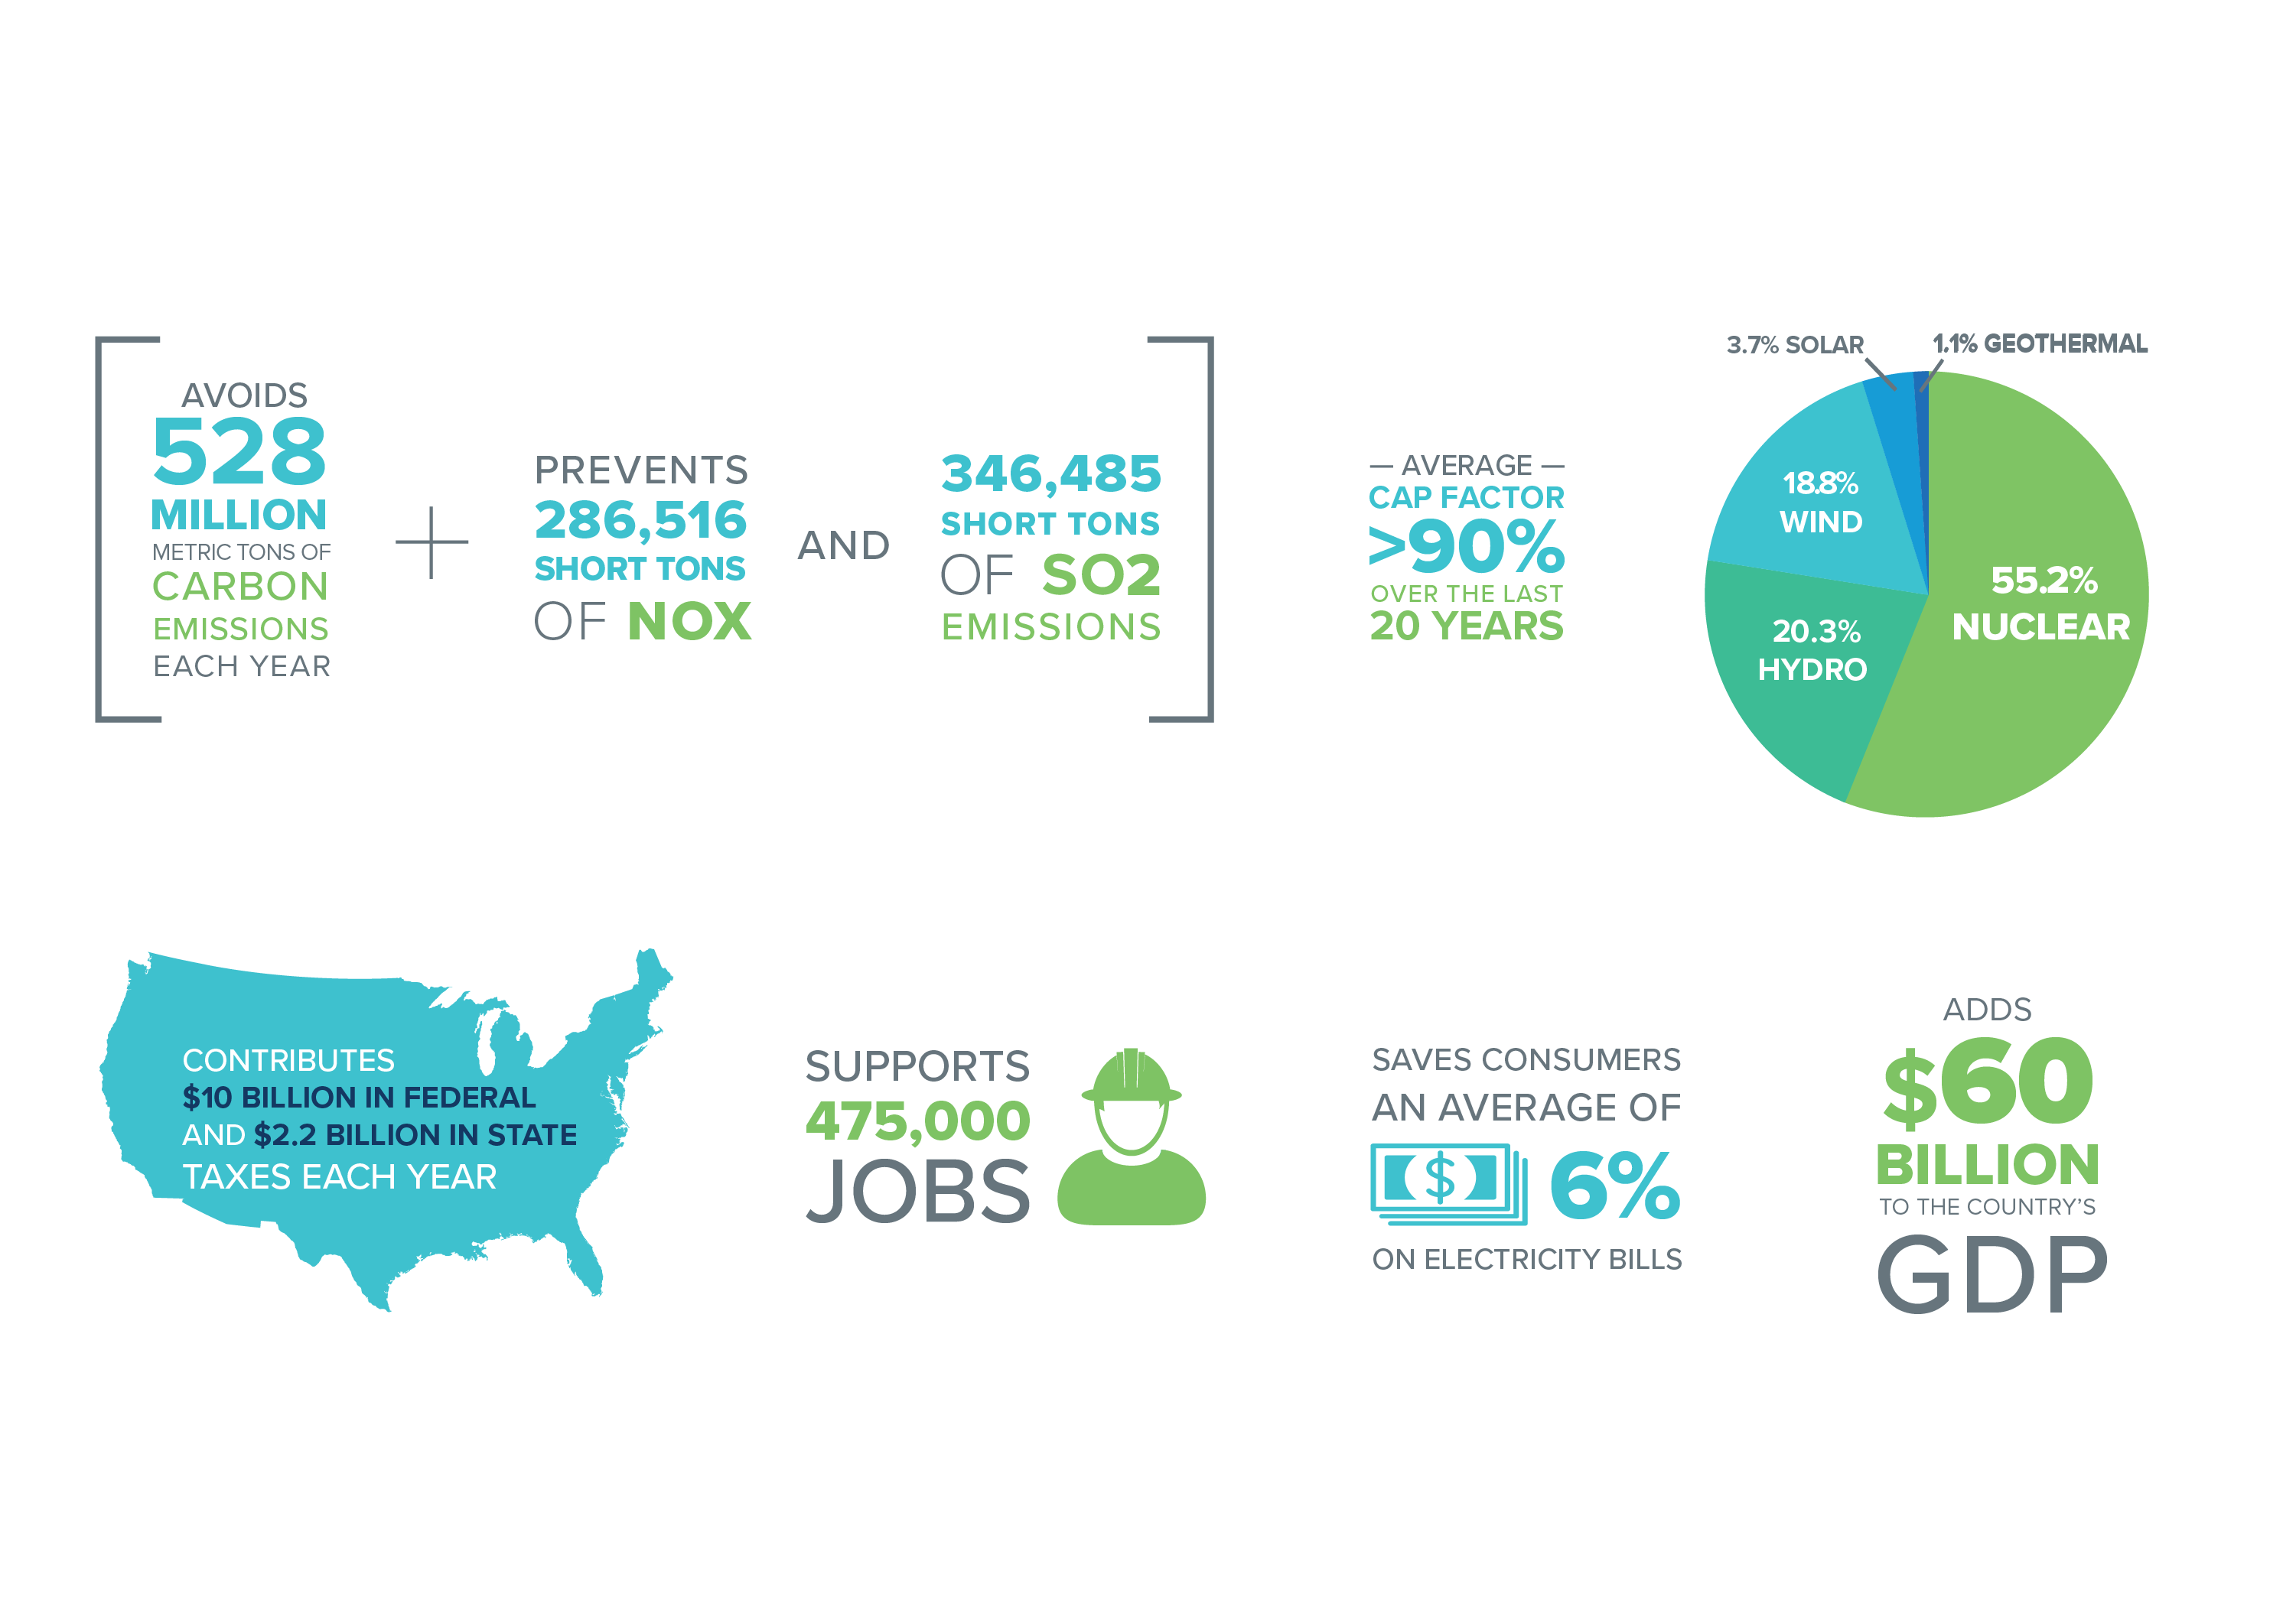 AVOIDS
528
MILLION
METRIC TONS OF
CARBON
EMISSIONS
EACH YEAR
PREVENTS
286,516
SHORT TONS
OF NOX
AND
346,485
SHORT TONS
OF SO2
EMISSIONS
— AVERAGE —
CAP FACTOR
>90%
OVER THE LAST
20 YEARS
3.7% SOLAR
1.1% GEOTHERMAL
18.8%
WIND
55.2%
NUCLEAR
20.3%
HYDRO
CONTRIBUTES
$10 BILLION IN FEDERAL
AND $2.2 BILLION IN STATE
TAXES EACH YEAR
SUPPORTS
475,000
JOBS
SAVES CONSUMERS
AN AVERAGE OF
$ 6%
ON ELECTRICITY BILLS
ADDS
$60
BILLION
TO THE COUNTRY'S
GDP